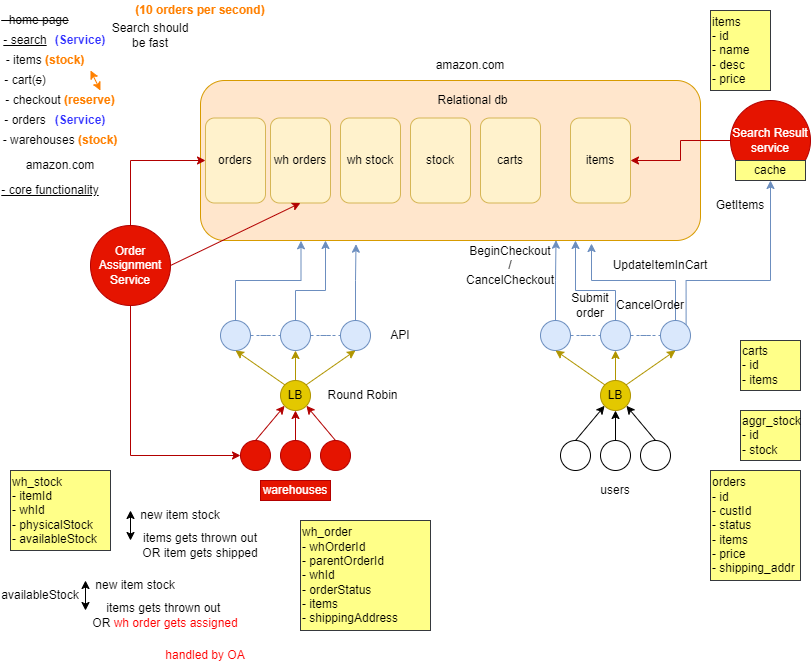 (10 orders per second)
- home page
Search should
be fast
- search (Service)
- items (stock)
- cart(s)
- checkout (reserve)
- orders (Service)
- warehouses (stock)
amazon.com
- core functionality
amazon.com
Relational db
orders
wh orders
wh stock
stock
carts
items
items
- id
- name
- desc
- price
Search Result
service
cache
GetItems
Order
Assignment
Service
BeginCheckout
/
CancelCheckout
UpdateItemInCart
Submit
order
CancelOrder
API
LB
Round Robin
LB
warehouses
users
carts
- id
- items
aggr_stock
- id
- stock
orders
- id
- custId
- status
- items
- price
- shipping_addr
wh_stock
- itemId
- whId
- physicalStock
- availableStock
new item stock
items gets thrown out
OR item gets shipped
availableStock
new item stock
items gets thrown out
OR wh order gets assigned
handled by OA
wh_order
- whOrderId
- parentOrderId
- whId
- orderStatus
- items
- shippingAddress